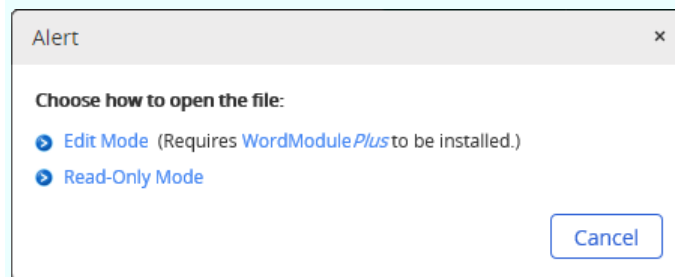 Alert ×
Choose how to open the file:
Edit Mode (Requires WordModulePlus to be installed.)
Read-Only Mode
Cancel